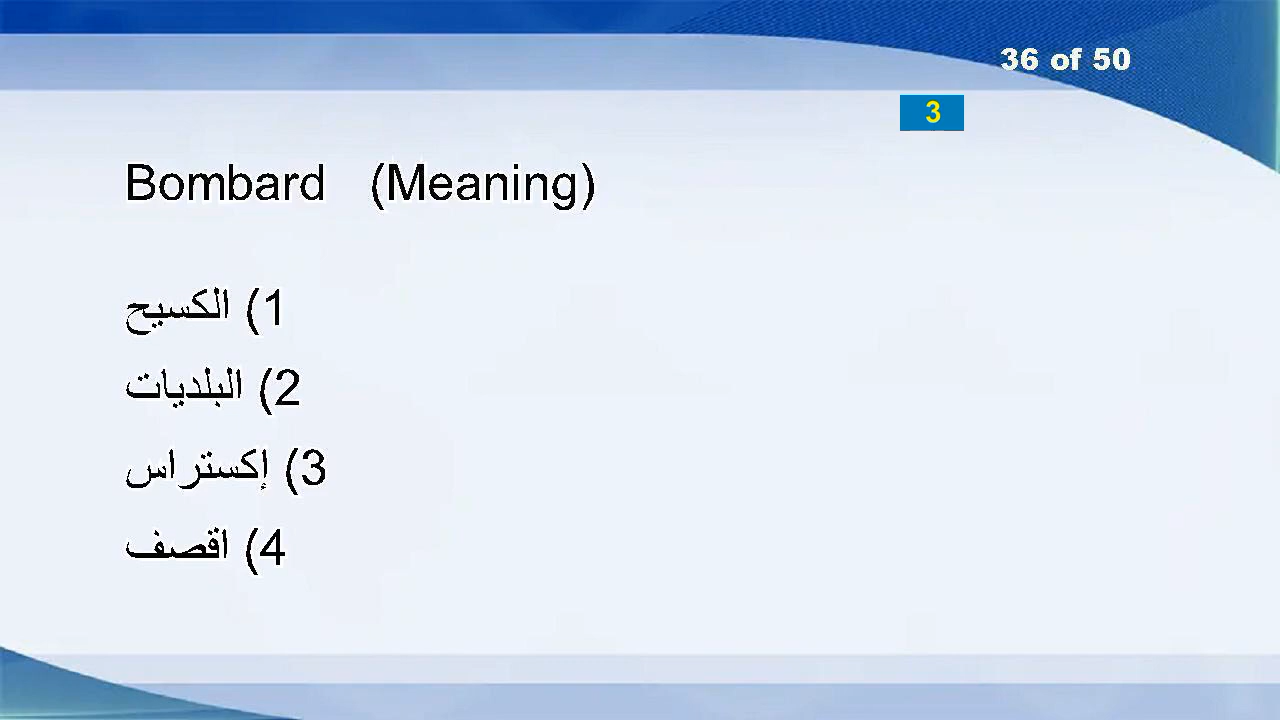 36 of 50
3
Bombard (Meaning)
1) الكسيح
2) البلديات
3) إكستراس
4) اقصف